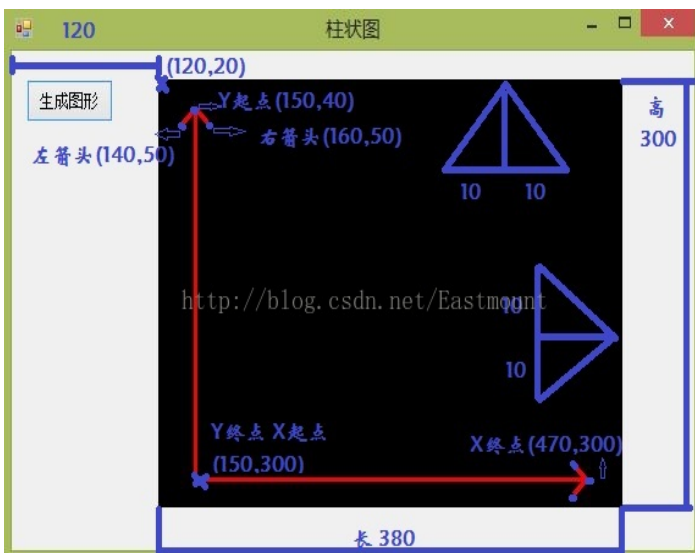 120
柱状图
(120,20)
生成图形
Y起点(150,40)
右箭头(160,50)
左箭头(140,50)
高
300
10 10
http://blog.csdn.net/Eastmount
10
10
Y终点 X起点
(150,300)
X终点(470,300)
长 380